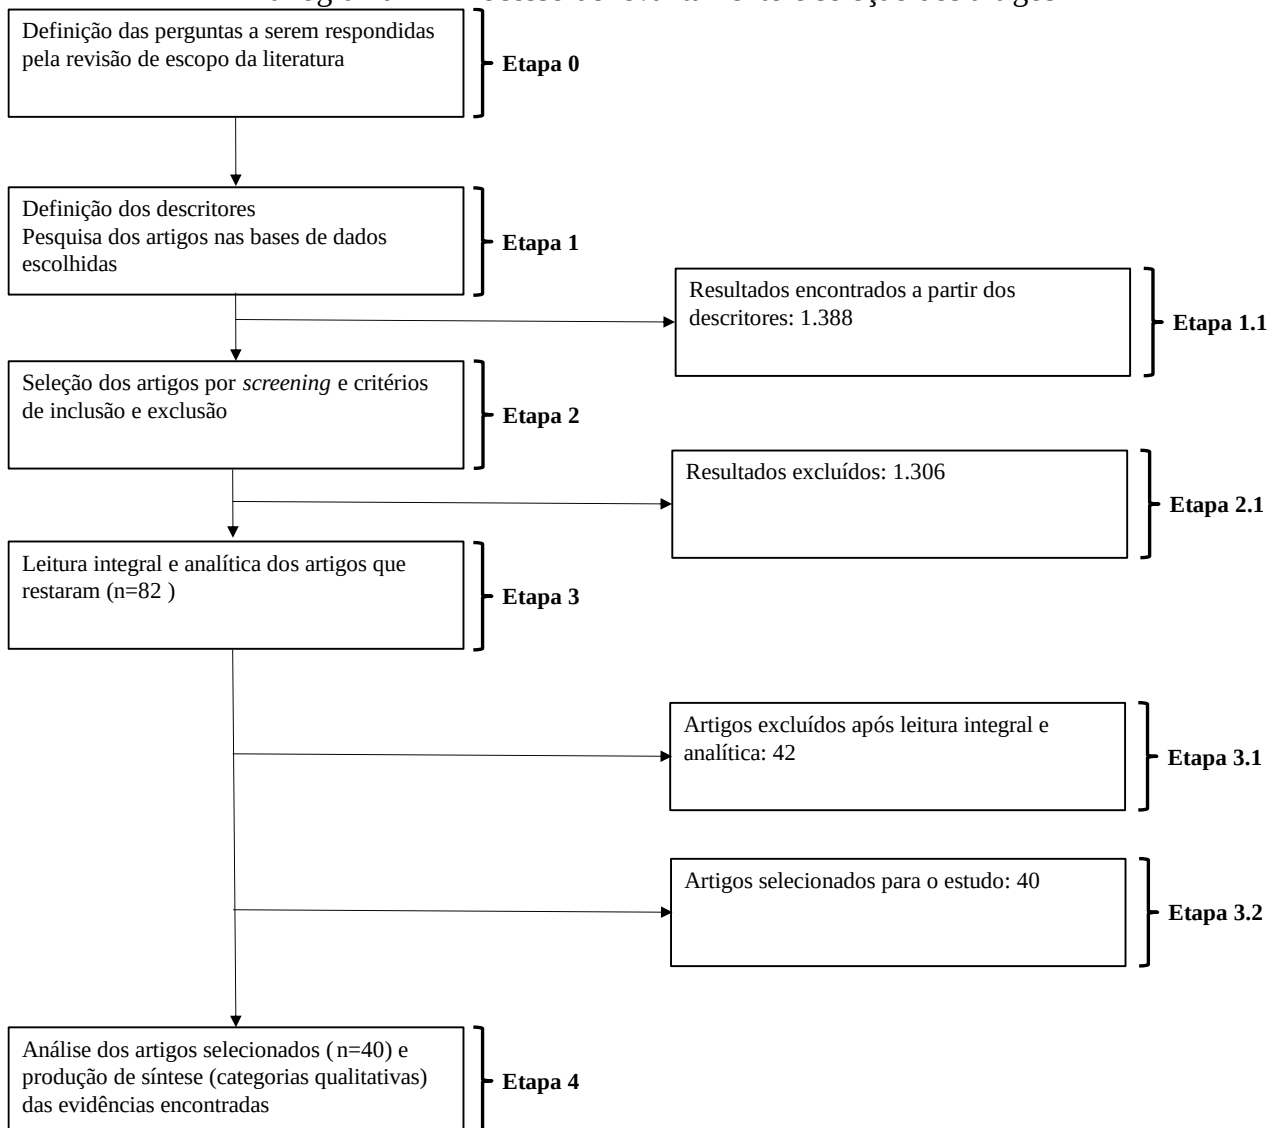 Definição das perguntas a serem respondidas
pela revisão de escopo da literatura
Etapa 0
Definição dos descritores
Pesquisa dos artigos nas bases de dados
escolhidas
Etapa 1
Resultados encontrados a partir dos
descritores: 1.388
Etapa 1.1
Seleção dos artigos por screening e critérios
de inclusão e exclusão
Etapa 2
Resultados excluídos: 1.306
Etapa 2.1
Leitura integral e analítica dos artigos que
restaram (n=82 )
Etapa 3
Artigos excluídos após leitura integral e
analítica: 42
Etapa 3.1
Artigos selecionados para o estudo: 40
Etapa 3.2
Análise dos artigos selecionados (n=40) e
produção de síntese (categorias qualitativas)
das evidências encontradas
Etapa 4